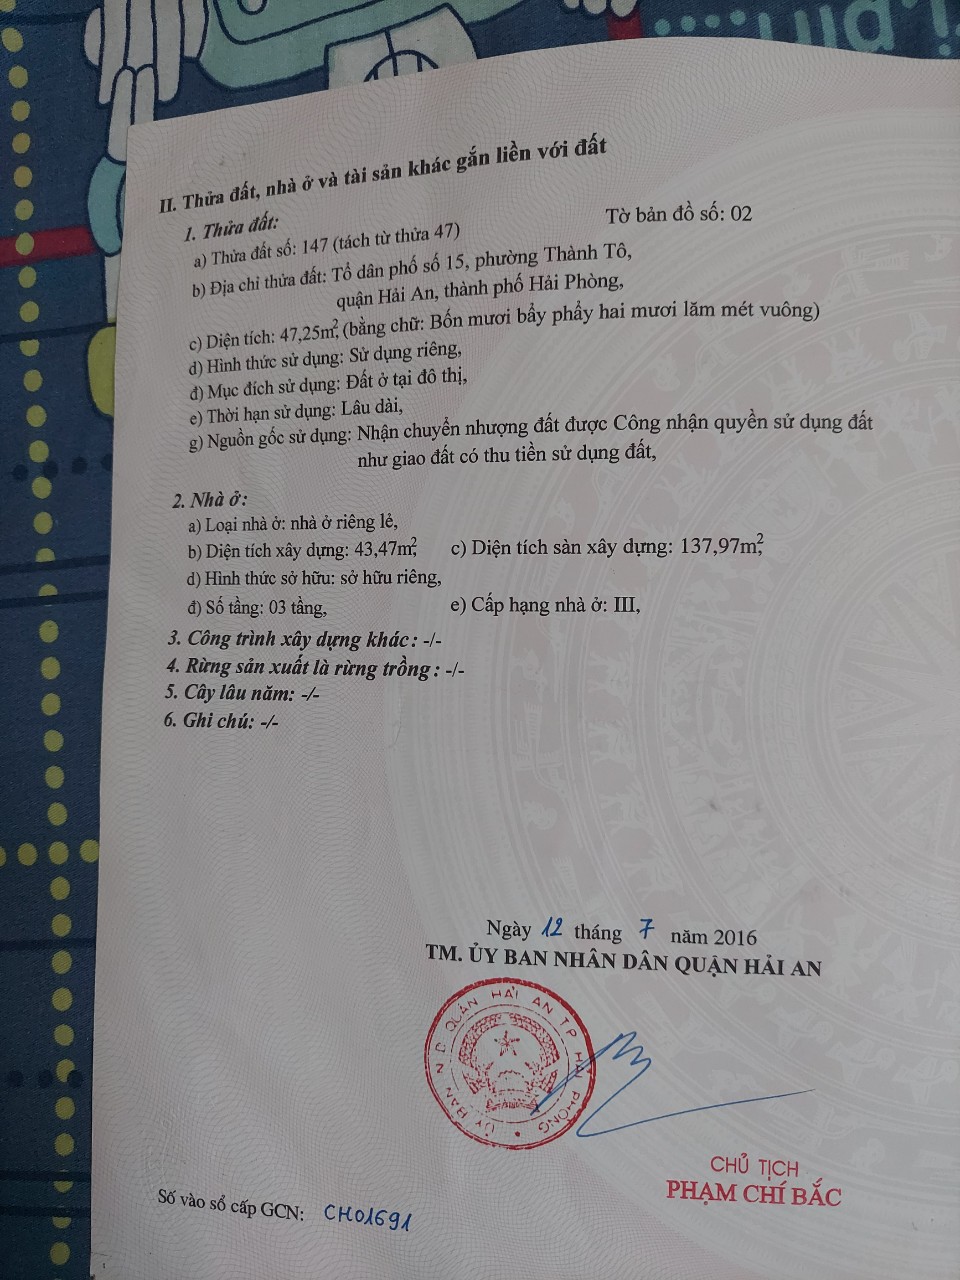 II. Thửa đất, nhà ở và tài sản khác gắn liền với đất
1. Thửa đất:
a) Thửa đất số: 147 (tách từ thửa 47) Tờ bản đồ số: 02
b) Địa chỉ thửa đất: Tổ dân phố số 15, phường Thành Tô,
quận Hải An, thành phố Hải Phòng,
c) Diện tích: 47,25m², (bằng chữ: Bốn mươi bẩy phẩy hai mươi lăm mét vuông)
d) Hình thức sử dụng: Sử dụng riêng,
đ) Mục đích sử dụng: Đất ở tại đô thị,
e) Thời hạn sử dụng: Lâu dài,
g) Nguồn gốc sử dụng: Nhận chuyển nhượng đất được Công nhận quyền sử dụng đất
như giao đất có thu tiền sử dụng đất,
2. Nhà ở:
a) Loại nhà ở: nhà ở riêng lẻ,
b) Diện tích xây dựng: 43,47m², c) Diện tích sàn xây dựng: 137,97m²,
d) Hình thức sở hữu: sở hữu riêng,
đ) Số tầng: 03 tầng, e) Cấp hạng nhà ở: III,
3. Công trình xây dựng khác : -/-
4. Rừng sản xuất là rừng trồng : -/-
5. Cây lâu năm: -/-
6. Ghi chú: -/-
Ngày 12 tháng 7 năm 2016
TM. ỦY BAN NHÂN DÂN QUẬN HẢI AN
ỦY BAN N D QUẬN HẢI AN TP HẢI PHÒNG
CHỦ TỊCH
PHẠM CHÍ BẮC
Số vào sổ cấp GCN: CH01691